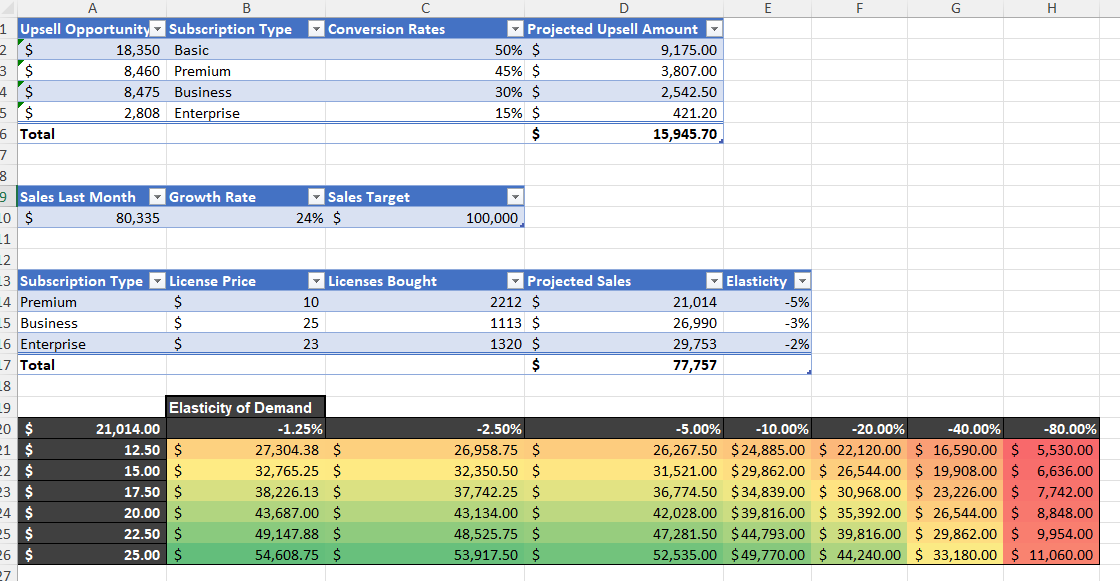 A B C D E F G H
1 Upsell Opportunity Subscription Type Conversion Rates Projected Upsell Amount
2 $ 18,350 Basic 50% $ 9,175.00
3 $ 8,460 Premium 45% $ 3,807.00
4 $ 8,475 Business 30% $ 2,542.50
5 $ 2,808 Enterprise 15% $ 421.20
6 Total $ 15,945.70
7
8
9 Sales Last Month Growth Rate Sales Target
10 $ 80,335 24% $ 100,000
11
12
13 Subscription Type License Price Licenses Bought Projected Sales Elasticity
14 Premium $ 10 2212 $ 21,014 -5%
15 Business $ 25 1113 $ 26,990 -3%
16 Enterprise $ 23 1320 $ 29,753 -2%
17 Total $ 77,757
18
19 Elasticity of Demand
20 $ 21,014.00 -1.25% -2.50% -5.00% -10.00% -20.00% -40.00% -80.00%
21 $ 12.50 $ 27,304.38 $ 26,958.75 $ 26,267.50 $24,885.00 $ 22,120.00 $ 16,590.00 $ 5,530.00
22 $ 15.00 $ 32,765.25 $ 32,350.50 $ 31,521.00 $29,862.00 $ 26,544.00 $ 19,908.00 $ 6,636.00
23 $ 17.50 $ 38,226.13 $ 37,742.25 $ 36,774.50 $34,839.00 $ 30,968.00 $ 23,226.00 $ 7,742.00
24 $ 20.00 $ 43,687.00 $ 43,134.00 $ 42,028.00 $39,816.00 $ 35,392.00 $ 26,544.00 $ 8,848.00
25 $ 22.50 $ 49,147.88 $ 48,525.75 $ 47,281.50 $44,793.00 $ 39,816.00 $ 29,862.00 $ 9,954.00
26 $ 25.00 $ 54,608.75 $ 53,917.50 $ 52,535.00 $49,770.00 $ 44,240.00 $ 33,180.00 $ 11,060.00
27